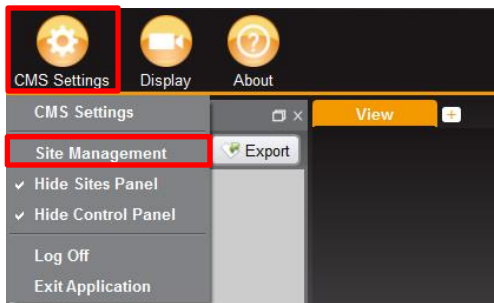 CMS Settings Display About
CMS Settings
View
Site Management
Export
Hide Sites Panel
Hide Control Panel
Log Off
Exit Application